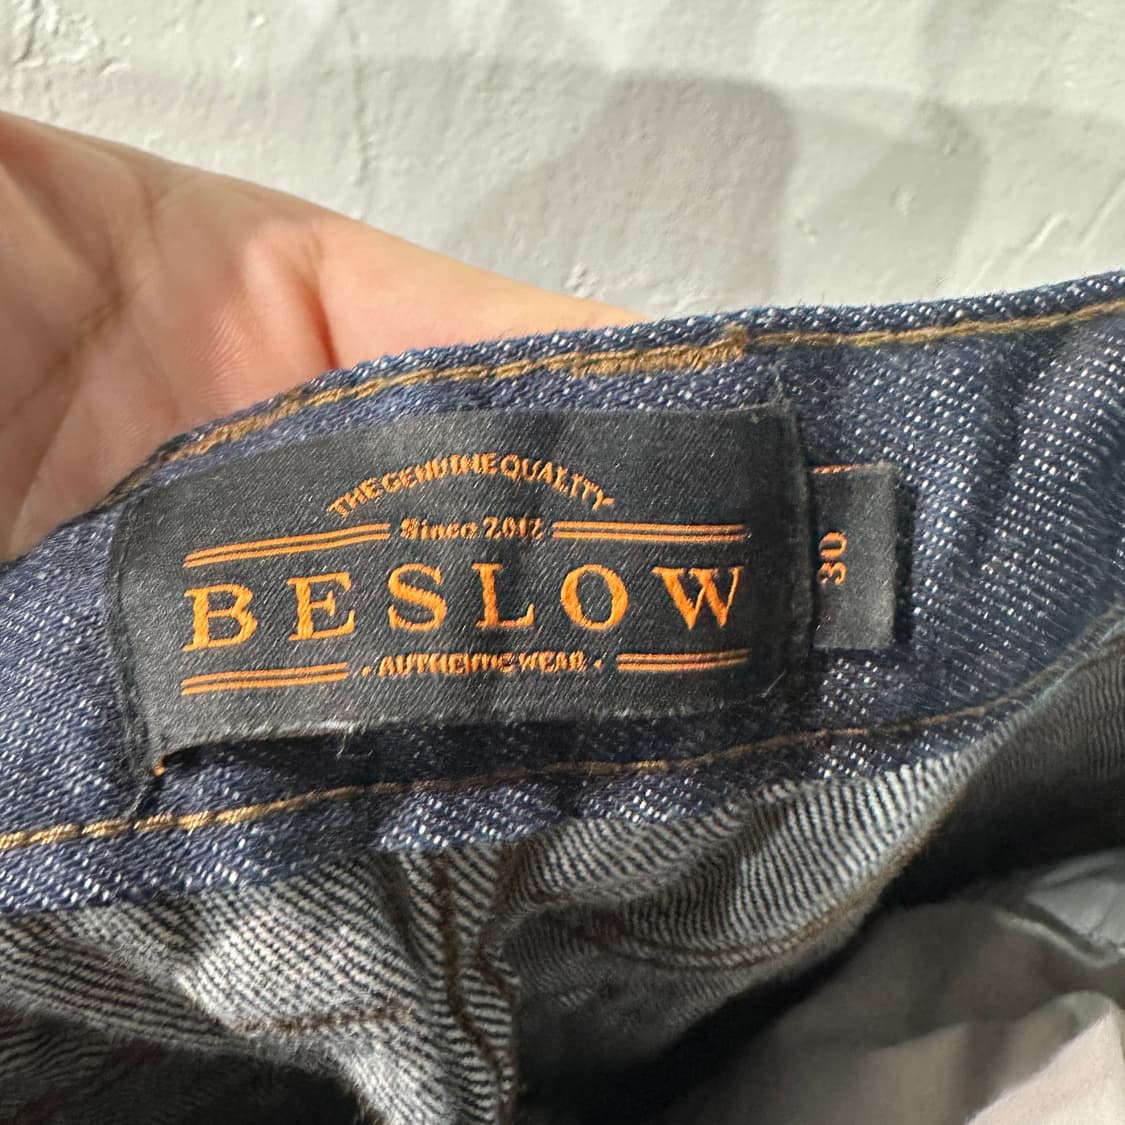 THE GENUINE QUALITY
Since 2012
BESLOW
· AUTHENTIC WEAR ·
30